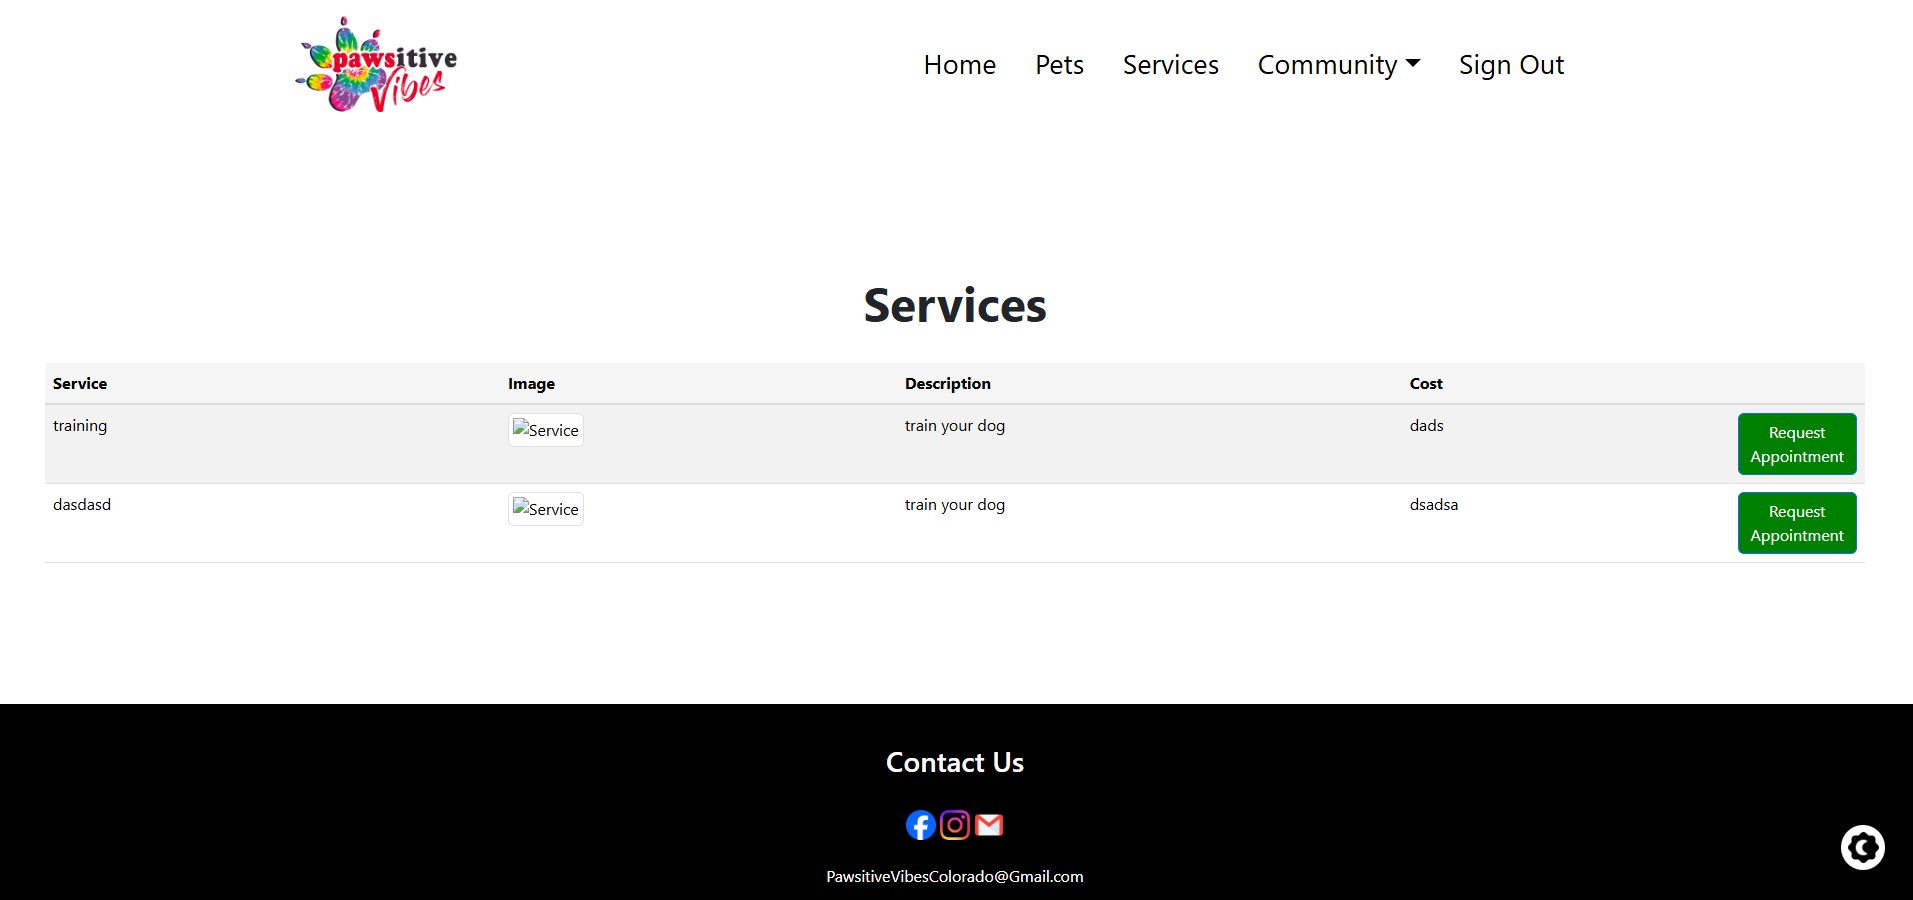 pawsitive
Vibes
Home Pets Services Community Sign Out
Services
Service Image Description Cost
training Service train your dog dads Request
Appointment
dasdasd Service train your dog dsadsa Request
Appointment
Contact Us
PawsitiveVibesColorado@Gmail.com